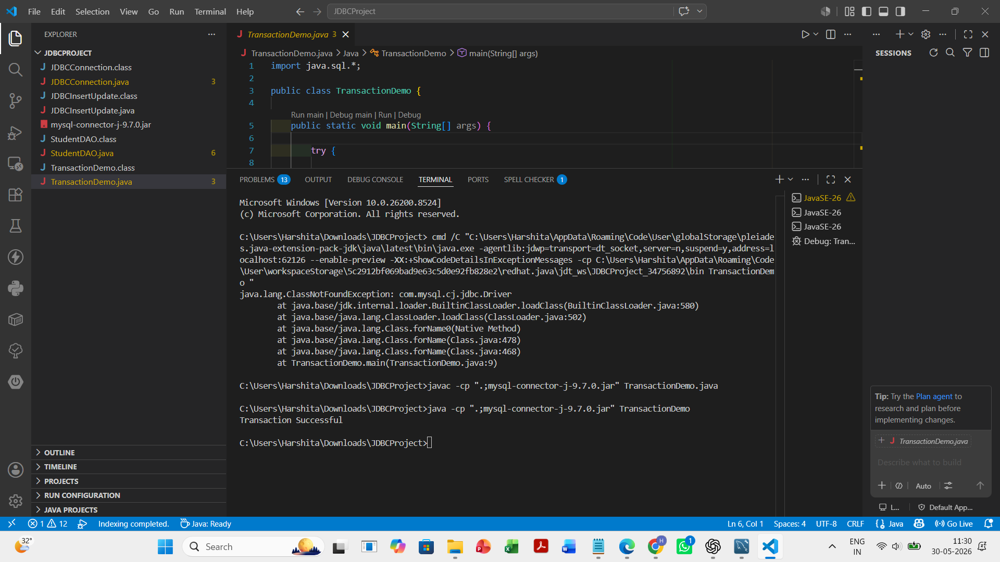 File Edit Selection View Go Run Terminal Help
JDBCProject
EXPLORER
JDBCPROJECT
JDBCConnection.class
JDBCConnection.java 3
JDBCInsertUpdate.class
JDBCInsertUpdate.java
mysql-connector-j-9.7.0.jar
StudentDAO.class
StudentDAO.java 6
TransactionDemo.class
TransactionDemo.java 3
OUTLINE
TIMELINE
PROJECTS
RUN CONFIGURATION
JAVA PROJECTS
TransactionDemo.java 3
TransactionDemo.java > Java > TransactionDemo > main(String[] args)
1 import java.sql.*;
2
3 public class TransactionDemo {
4
Run main | Debug main | Run | Debug
5 public static void main(String[] args) {
6
7 try {
8
PROBLEMS 13 OUTPUT DEBUG CONSOLE TERMINAL PORTS SPELL CHECKER 1
Microsoft Windows [Version 10.0.26200.8524]
(c) Microsoft Corporation. All rights reserved.
C:\Users\Harshita\Downloads\JDBCProject> cmd /C "C:\Users\Harshita\AppData\Roaming\Code\User\globalStorage\pleiade
s.java-extension-pack-jdk\java\latest\bin\java.exe -agentlib:jdwp=transport=dt_socket,server=n,suspend=y,address=l
ocalhost:62126 --enable-preview -XX:+ShowCodeDetailsInExceptionMessages -cp C:\Users\Harshita\AppData\Roaming\Code
\User\workspaceStorage\5c2912bf069bad9e63c5d0e92fb828e2\redhat.java\jdt_ws\JDBCProject_34756892\bin TransactionDem
o "
java.lang.ClassNotFoundException: com.mysql.cj.jdbc.Driver
at java.base/jdk.internal.loader.BuiltinClassLoader.loadClass(BuiltinClassLoader.java:580)
at java.base/java.lang.ClassLoader.loadClass(ClassLoader.java:502)
at java.base/java.lang.Class.forName0(Native Method)
at java.base/java.lang.Class.forName(Class.java:478)
at java.base/java.lang.Class.forName(Class.java:468)
at TransactionDemo.main(TransactionDemo.java:9)
C:\Users\Harshita\Downloads\JDBCProject>javac -cp ".;mysql-connector-j-9.7.0.jar" TransactionDemo.java
C:\Users\Harshita\Downloads\JDBCProject>java -cp ".;mysql-connector-j-9.7.0.jar" TransactionDemo
Transaction Successful
C:\Users\Harshita\Downloads\JDBCProject>
JavaSE-26
JavaSE-26
JavaSE-26
Debug: Tran...
SESSIONS
Tip: Try the Plan agent to
research and plan before
implementing changes.
TransactionDemo.java
Describe what to build
Auto
L... Default App...
1 12 Indexing completed. Java: Ready
Ln 6, Col 1 Spaces: 4 UTF-8 CRLF Java Go Live
32°
Search
H
1
ENG
IN
11:30
30-05-2026